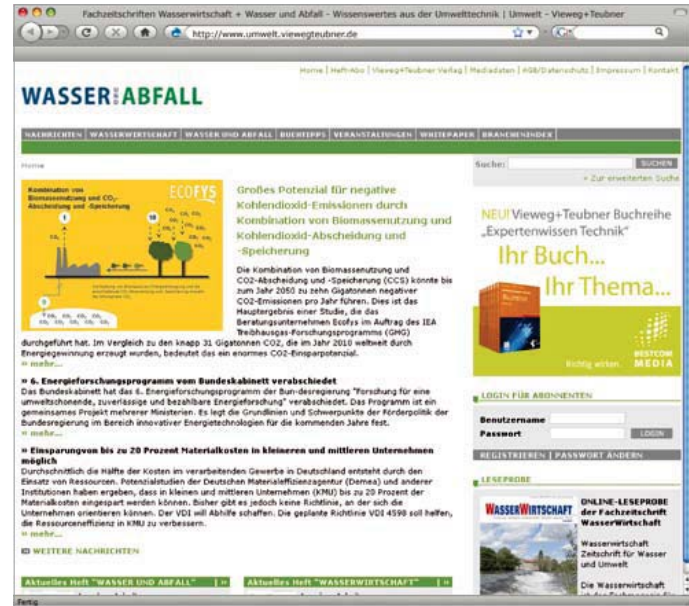 Fachzeitschriften Wasserwirtschaft + Wasser und Abfall - Wissenswertes aus der Umwelttechnik | Umwelt - Vieweg+Teubner
http://www.umwelt.viewegteubner.de
Home | Heft-Abo | Vieweg+Teubner Verlag | Mediadaten | AGB/Datenschutz | Impressum | Kontakt
WASSER UND ABFALL
NACHRICHTEN | WASSERWIRTSCHAFT | WASSER UND ABFALL | BUCHTIPPS | VERANSTALTUNGEN | WHITEPAPER | BRANCHENINDEX
Home
Kombination von
Biomassenutzung und CO2-
Abscheidung und -Speicherung
ECOFYS
Großes Potenzial für negative
Kohlendioxid-Emissionen durch
Kombination von Biomassenutzung und
Kohlendioxid-Abscheidung und
-Speicherung
Die Kombination von Biomassenutzung und
CO2-Abscheidung und -Speicherung (CCS) könnte bis
zum Jahr 2050 zu zehn Gigatonnen negativer
CO2-Emissionen pro Jahr führen. Dies ist das
Hauptergebnis einer Studie, die das
Beratungsunternehmen Ecofys im Auftrag des IEA
Treibhausgas-Forschungsprogramms (GHG)
durchgeführt hat. Im Vergleich zu den knapp 31 Gigatonnen CO2, die im Jahr 2010 weltweit durch
Energiegewinnung erzeugt wurden, bedeutet das ein enormes CO2-Einsparpotenzial.
» mehr...
» 6. Energieforschungsprogramm vom Bundeskabinett verabschiedet
Das Bundeskabinett hat das 6. Energieforschungsprogramm der Bun-desregierung "Forschung für eine
umweltschonende, zuverlässige und bezahlbare Energieforschung" verabschiedet. Das Programm ist ein
gemeinsames Projekt mehrerer Ministerien. Es legt die Grundlinien und Schwerpunkte der Förderpolitik der
Bundesregierung im Bereich innovativer Energietechnologien für die kommenden Jahre fest.
» mehr...
» Einsparungvon bis zu 20 Prozent Materialkosten in kleineren und mittleren Unternehmen
möglich
Durchschnittlich die Hälfte der Kosten im verarbeitenden Gewerbe in Deutschland entsteht durch den
Einsatz von Ressourcen. Potenzialstudien der Deutschen Materialeffizienzagentur (Demea) und anderer
Institutionen haben ergeben, dass in kleinen und mittleren Unternehmen (KMU) bis zu 20 Prozent der
Materialkosten eingespart werden können. Bisher gibt es jedoch keine Richtlinie, an der sich die
Unternehmen orientieren können. Der VDI will Abhilfe schaffen. Die geplante Richtlinie VDI 4598 soll helfen,
die Ressourceneffizienz in KMU zu verbessern.
» mehr...
WEITERE NACHRICHTEN
Aktuelles Heft "WASSER UND ABFALL" | »
Aktuelles Heft "WASSERWIRTSCHAFT" | »
Suche: SUCHEN
» Zur erweiterten Suche
NEU! Vieweg+Teubner Buchreihe
„Expertenwissen Technik“
Ihr Buch...
Ihr Thema...
Richtig wirken.
BESTCOM
MEDIA
LOGIN FÜR ABONNENTEN
Benutzername
Passwort LOGIN
REGISTRIEREN | PASSWORT ÄNDERN
LESEPROBE
WASSERWIRTSCHAFT
ONLINE-LESEPROBE
der Fachzeitschrift
WasserWirtschaft
Wasserwirtschaft
Zeitschrift für Wasser
und Umwelt
Die Wasserwirtschaft
Fertig